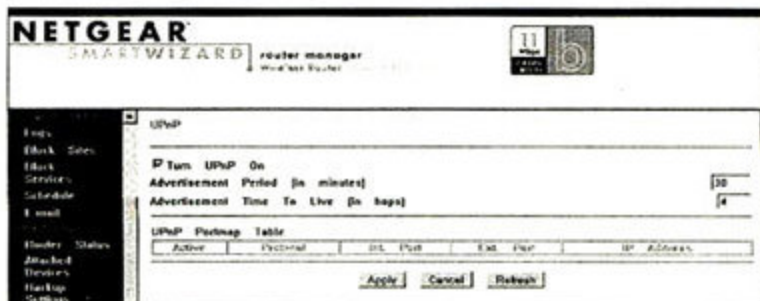 NETGEAR
SMARTWIZARD router manager
Wireless Router
11
Mbps
b
Logs
Block Sites
Block
Services
Schedule
E-mail
Router Status
Attached
Devices
Backup
Settings
UPnP
Turn UPnP On
Advertisement Period (in minutes) 30
Advertisement Time To Live (in hops) 4
UPnP Portmap Table
Active Protocol Int. Port Ext. Port IP Address
Apply Cancel Refresh